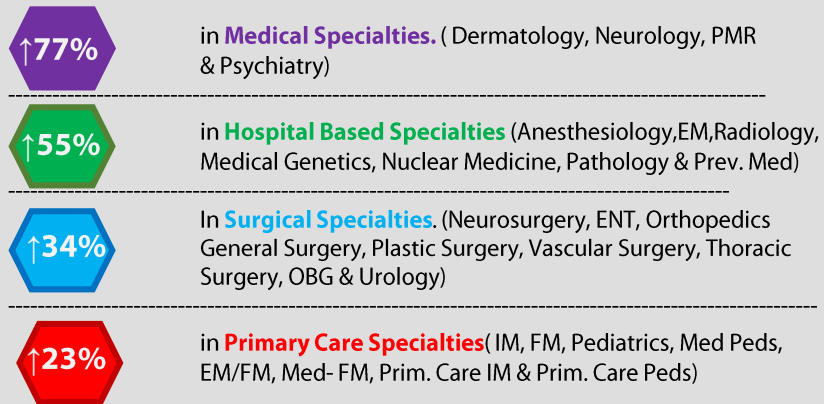 ↑77%
in Medical Specialties. ( Dermatology, Neurology, PMR
& Psychiatry)
↑55%
in Hospital Based Specialties (Anesthesiology,EM,Radiology,
Medical Genetics, Nuclear Medicine, Pathology & Prev. Med)
↑34%
In Surgical Specialties. (Neurosurgery, ENT, Orthopedics
General Surgery, Plastic Surgery, Vascular Surgery, Thoracic
Surgery, OBG & Urology)
↑23%
in Primary Care Specialties( IM, FM, Pediatrics, Med Peds,
EM/FM, Med- FM, Prim. Care IM & Prim. Care Peds)